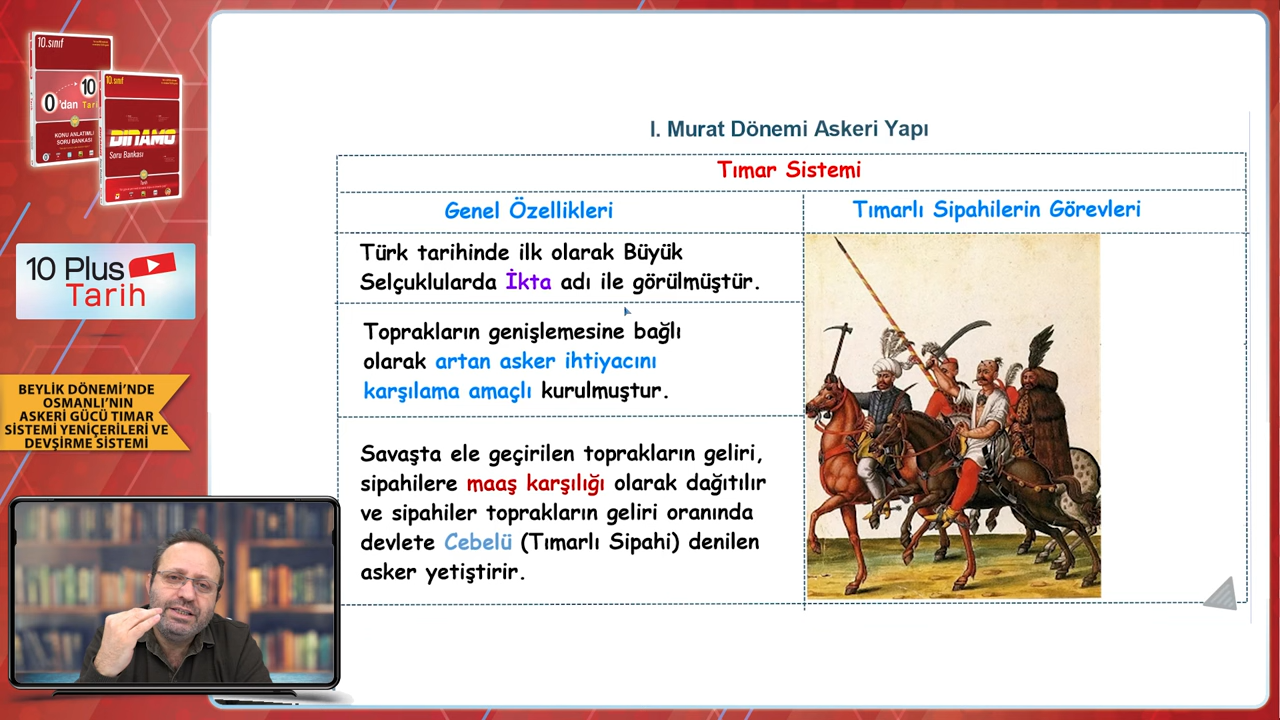 10.sınıf
0'dan 10
Tarih
KONU ANLATIMLI
SORU BANKASI
10.sınıf
DINAMO
Soru Bankası
Tarih
10 Plus
Tarih
BEYLİK DÖNEMİ'NDE
OSMANLI'NIN
ASKERİ GÜCÜ TIMAR
SİSTEMİ YENİÇERİLERİ VE
DEVŞİRME SİSTEMİ
I. Murat Dönemi Askeri Yapı
Tımar Sistemi
Genel Özellikleri
Tımarlı Sipahilerin Görevleri
Türk tarihinde ilk olarak Büyük
Selçuklularda İkta adı ile görülmüştür.
Toprakların genişlemesine bağlı
olarak artan asker ihtiyacını
karşılama amaçlı kurulmuştur.
Savaşta ele geçirilen toprakların geliri,
sipahilere maaş karşılığı olarak dağıtılır
ve sipahiler toprakların geliri oranında
devlete Cebelü (Tımarlı Sipahi) denilen
asker yetiştirir.